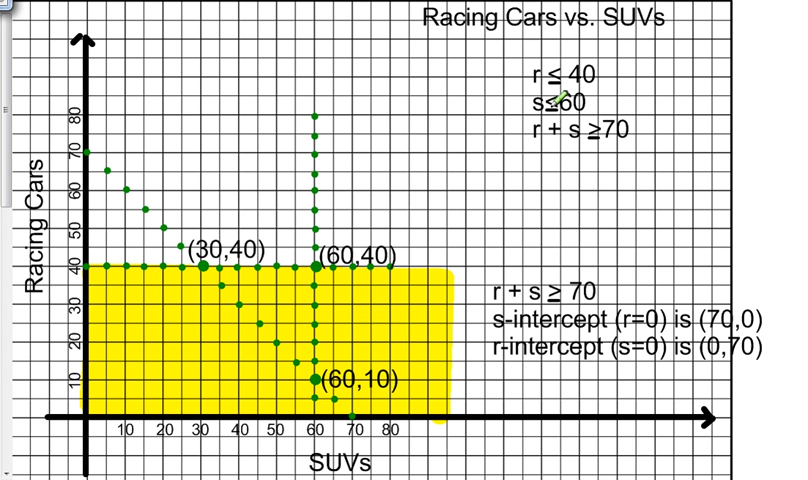 Racing Cars vs. SUVs
r ≤ 40
s≤60
r + s ≥70
Racing Cars
80
70
60
50
40
30
20
10
(30,40)
(60,40)
(60,10)
r + s ≥ 70
s-intercept (r=0) is (70,0)
r-intercept (s=0) is (0,70)
10 20 30 40 50 60 70 80
SUVs